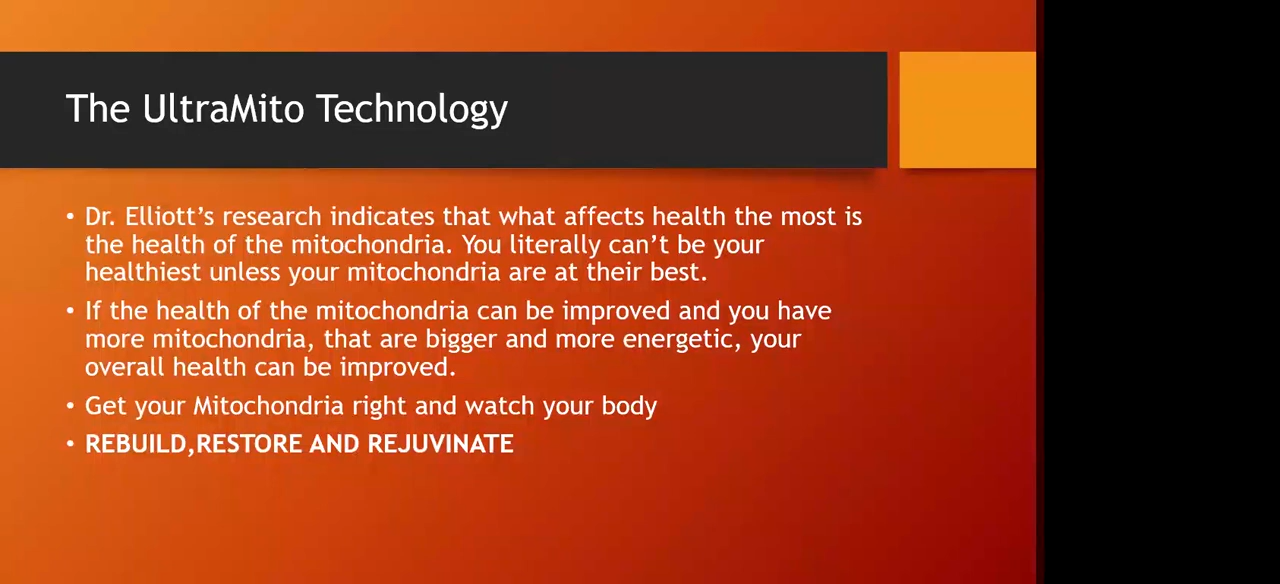 The UltraMito Technology
• Dr. Elliott’s research indicates that what affects health the most is
the health of the mitochondria. You literally can’t be your
healthiest unless your mitochondria are at their best.
• If the health of the mitochondria can be improved and you have
more mitochondria, that are bigger and more energetic, your
overall health can be improved.
• Get your Mitochondria right and watch your body
• REBUILD,RESTORE AND REJUVINATE